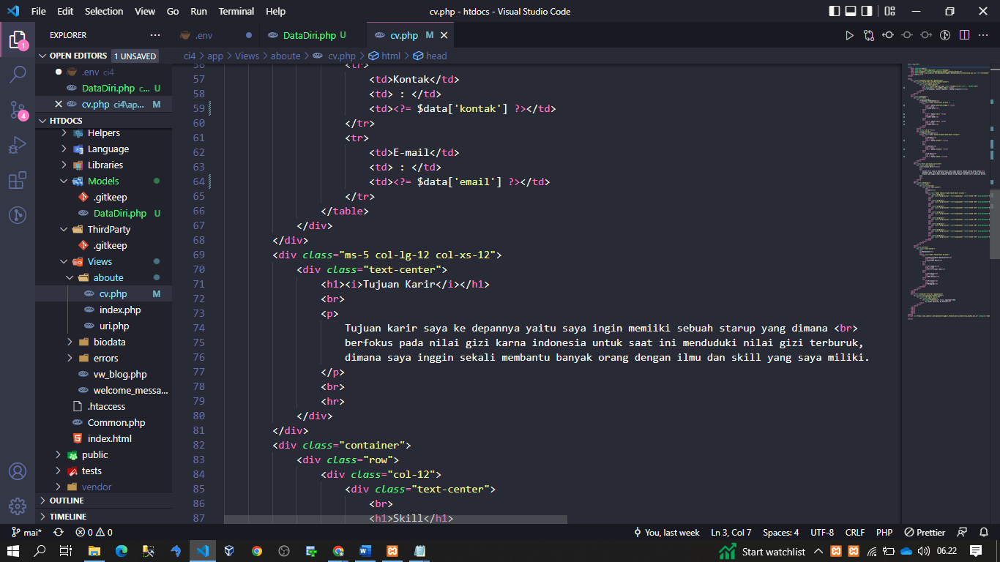 File Edit Selection View Go Run Terminal Help
cv.php - htdocs - Visual Studio Code
EXPLORER
.env
DataDiri.php U
cv.php M
OPEN EDITORS 1 UNSAVED
.env ci4
DataDiri.php c... U
cv.php ci4\ap... M
HTDOCS
Helpers
Language
Libraries
Models
.gitkeep
DataDiri.php U
ThirdParty
.gitkeep
Views
aboute
cv.php M
index.php
uri.php
biodata
errors
vw_blog.php
welcome_messa...
.htaccess
Common.php
index.html
public
tests
vendor
OUTLINE
TIMELINE
1
4
ci4 > app > Views > aboute > cv.php > html > head
56 <tr>
57 <td>Kontak</td>
58 <td> : </td>
59 <td><?= $data['kontak'] ?></td>
60 </tr>
61 <tr>
62 <td>E-mail</td>
63 <td> : </td>
64 <td><?= $data['email'] ?></td>
65 </tr>
66 </table>
67 </div>
68 </div>
69 <div class="ms-5 col-lg-12 col-xs-12">
70 <div class="text-center">
71 <h1><i>Tujuan Karir</i></h1>
72 <br>
73 <p>
74 Tujuan karir saya ke depannya yaitu saya ingin memiiki sebuah starup yang dimana <br>
75 berfokus pada nilai gizi karna indonesia untuk saat ini menduduki nilai gizi terburuk,
76 dimana saya inggin sekali membantu banyak orang dengan ilmu dan skill yang saya miliki.
77 </p>
78 <br>
79 <hr>
80 </div>
81 </div>
82 <div class="container">
83 <div class="row">
84 <div class="col-12">
85 <div class="text-center">
86 <br>
87 <h1>Skill</h1>
mai* 0 0
You, last week Ln 3, Col 7 Spaces: 4 UTF-8 CRLF PHP Prettier
Start watchlist 06.22